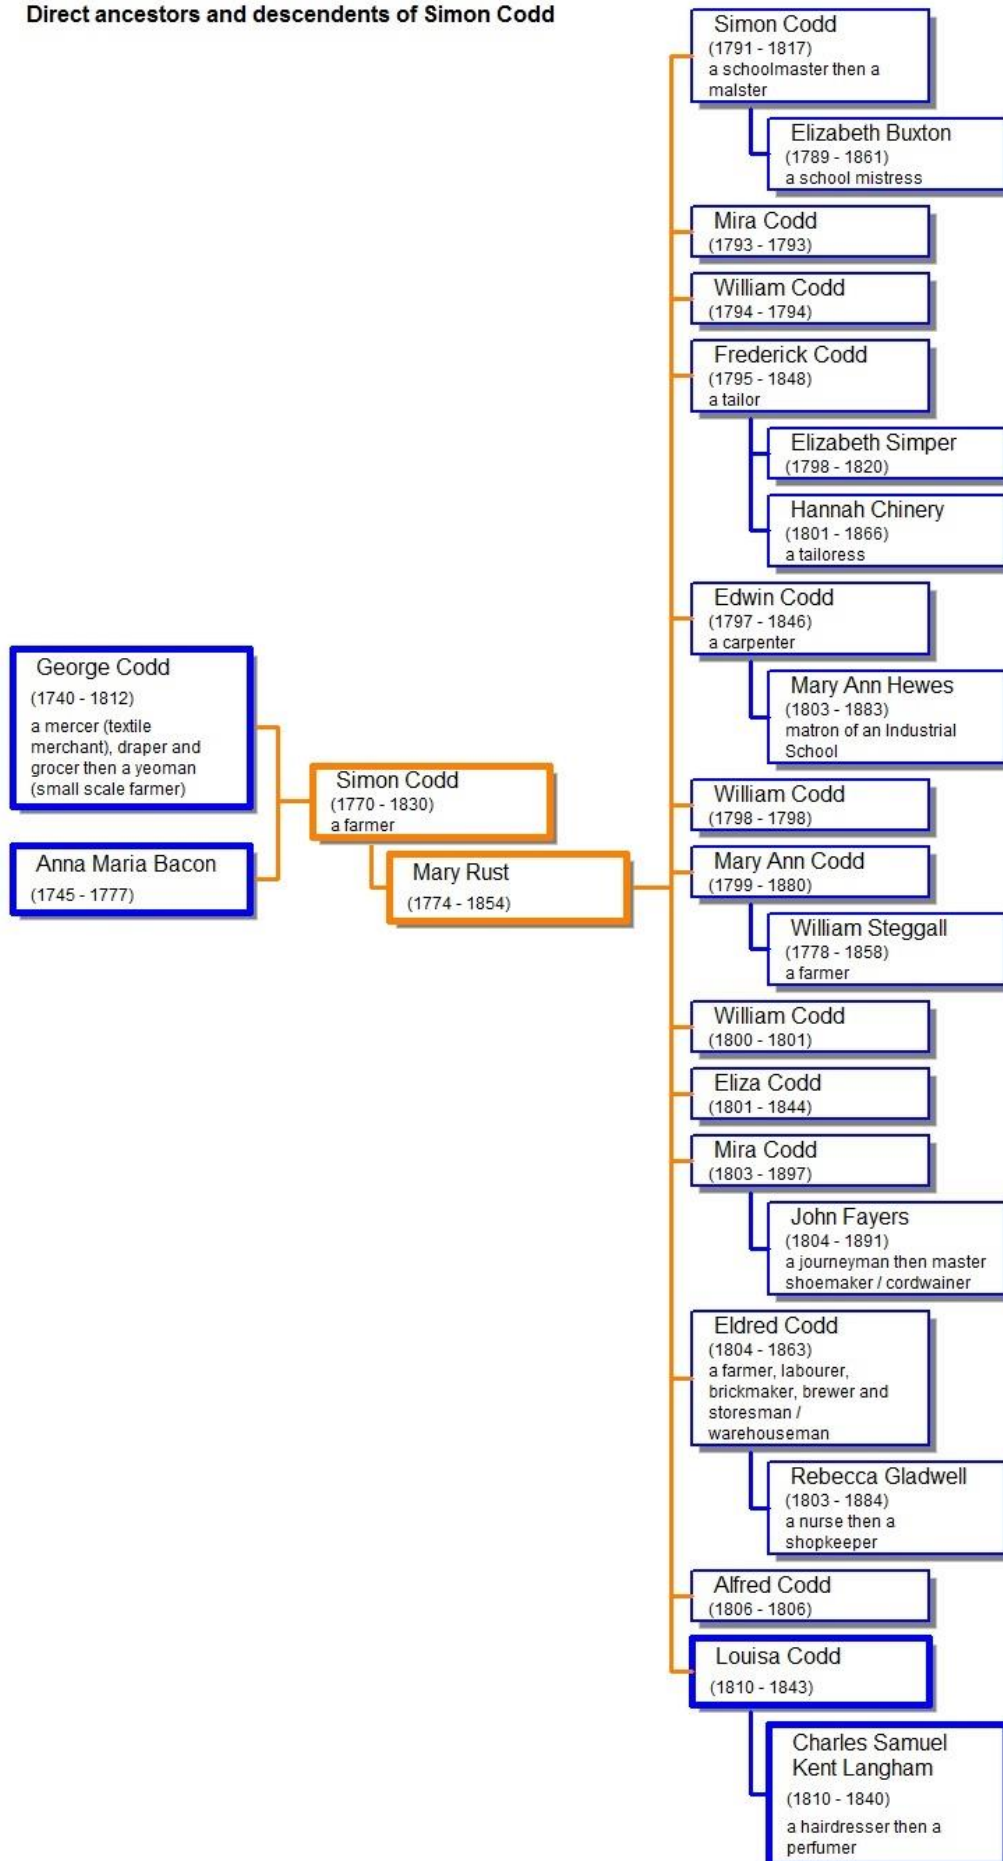 Direct ancestors and descendents of Simon Codd
George Codd
(1740 - 1812)
a mercer (textile
merchant), draper and
grocer then a yeoman
(small scale farmer)
Anna Maria Bacon
(1745 - 1777)
Simon Codd
(1770 - 1830)
a farmer
Mary Rust
(1774 - 1854)
Simon Codd
(1791 - 1817)
a schoolmaster then a
malster
Elizabeth Buxton
(1789 - 1861)
a school mistress
Mira Codd
(1793 - 1793)
William Codd
(1794 - 1794)
Frederick Codd
(1795 - 1848)
a tailor
Elizabeth Simper
(1798 - 1820)
Hannah Chinery
(1801 - 1866)
a tailoress
Edwin Codd
(1797 - 1846)
a carpenter
Mary Ann Hewes
(1803 - 1883)
matron of an Industrial
School
William Codd
(1798 - 1798)
Mary Ann Codd
(1799 - 1880)
William Steggall
(1778 - 1858)
a farmer
William Codd
(1800 - 1801)
Eliza Codd
(1801 - 1844)
Mira Codd
(1803 - 1897)
John Fayers
(1804 - 1891)
a journeyman then master
shoemaker / cordwainer
Eldred Codd
(1804 - 1863)
a farmer, labourer,
brickmaker, brewer and
storesman /
warehouseman
Rebecca Gladwell
(1803 - 1884)
a nurse then a
shopkeeper
Alfred Codd
(1806 - 1806)
Louisa Codd
(1810 - 1843)
Charles Samuel
Kent Langham
(1810 - 1840)
a hairdresser then a
perfumer